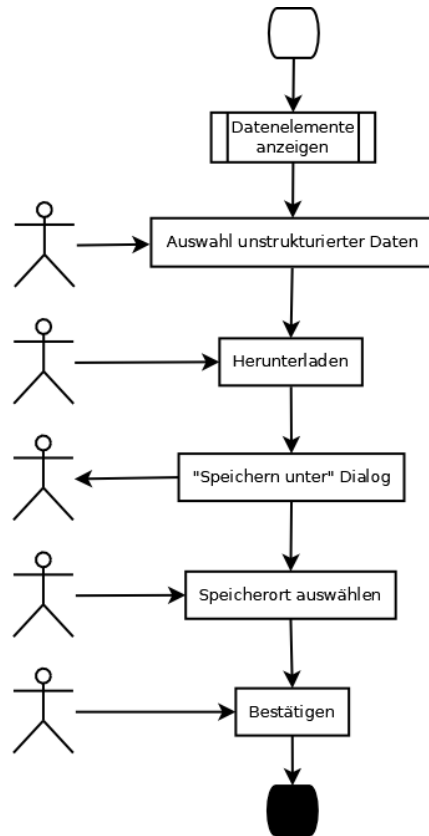 Datenelemente
anzeigen
Auswahl unstrukturierter Daten
Herunterladen
"Speichern unter" Dialog
Speicherort auswählen
Bestätigen